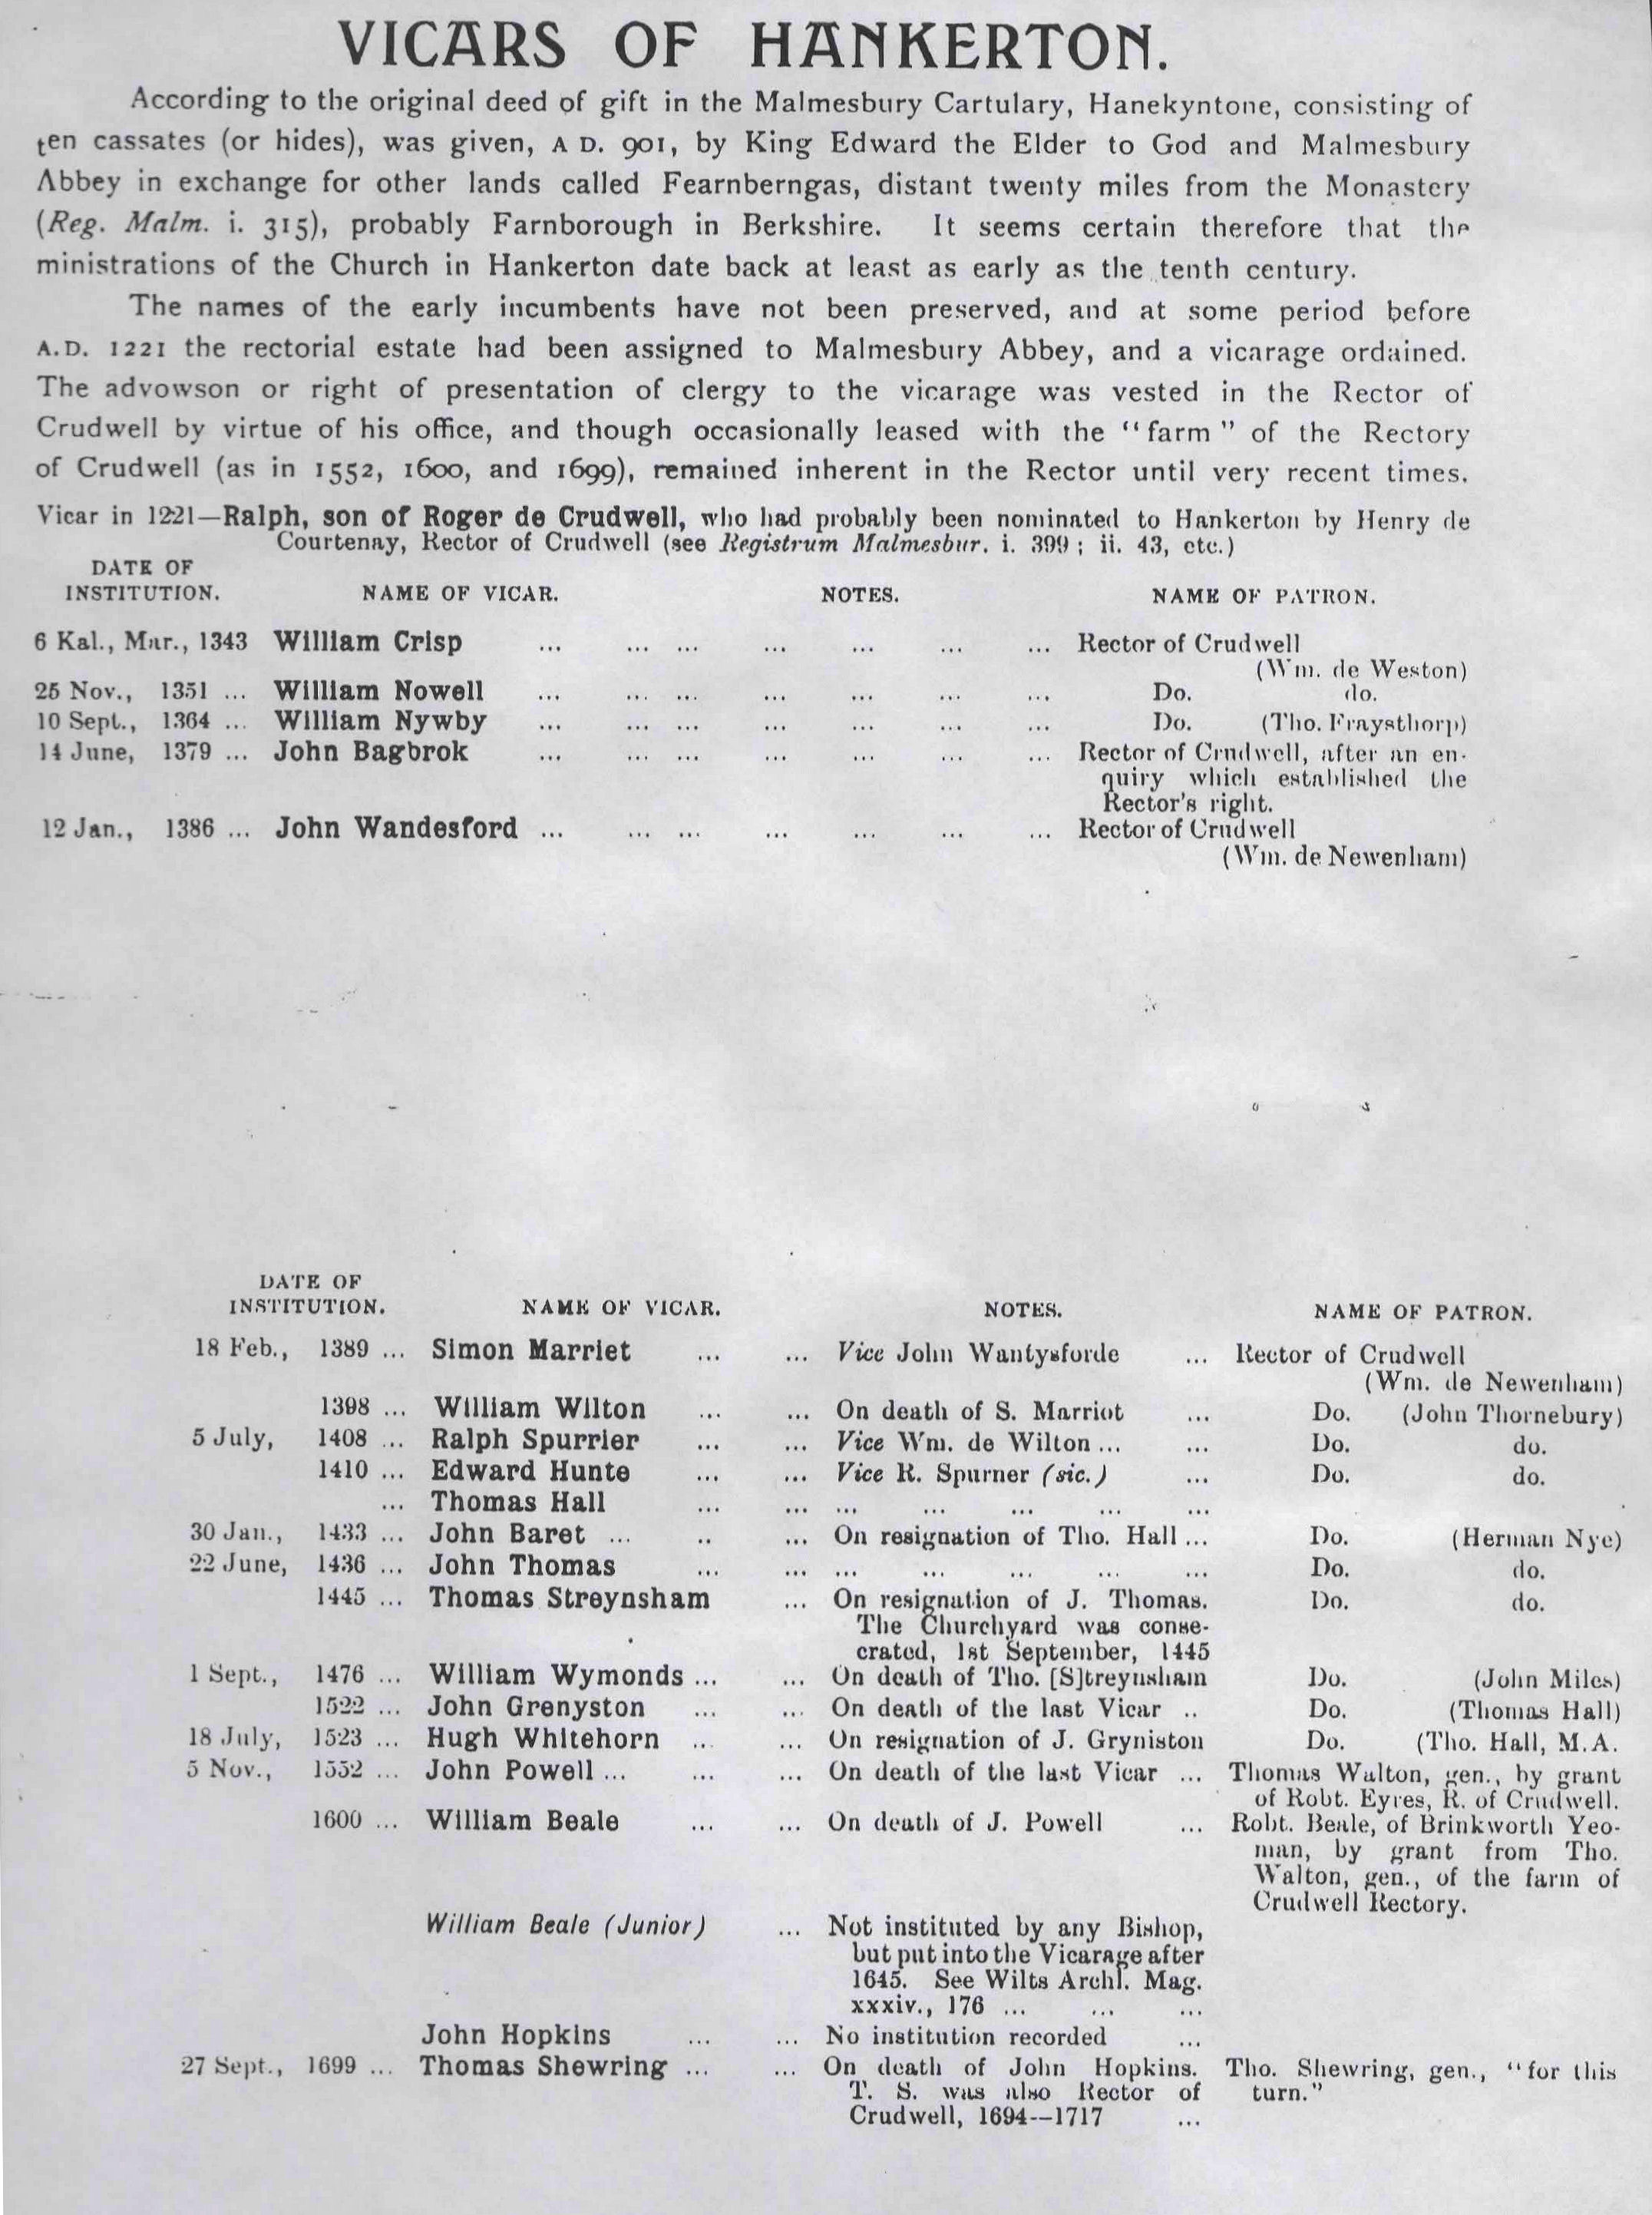 VICARS OF HANKERTON.
According to the original deed of gift in the Malmesbury Cartulary, Hanekyntone, consisting of
ten cassates (or hides), was given, A D. 901, by King Edward the Elder to God and Malmesbury
Abbey in exchange for other lands called Fearnberngas, distant twenty miles from the Monastery
(Reg. Malm. i. 315), probably Farnborough in Berkshire. It seems certain therefore that the
ministrations of the Church in Hankerton date back at least as early as the tenth century.
The names of the early incumbents have not been preserved, and at some period before
A.D. 1221 the rectorial estate had been assigned to Malmesbury Abbey, and a vicarage ordained.
The advowson or right of presentation of clergy to the vicarage was vested in the Rector of
Crudwell by virtue of his office, and though occasionally leased with the "farm" of the Rectory
of Crudwell (as in 1552, 1600, and 1699), remained inherent in the Rector until very recent times.
Vicar in 1221—Ralph, son of Roger de Crudwell, who had probably been nominated to Hankerton by Henry de
Courtenay, Rector of Crudwell (see Registrum Malmesbur. i. 399; ii. 43, etc.)
DATE OF
INSTITUTION. NAME OF VICAR. NOTES. NAME OF PATRON.
6 Kal., Mar., 1343 William Crisp ... ... ... ... ... ... ... Rector of Crudwell
(Wm. de Weston)
25 Nov., 1351 ... William Nowell ... ... ... ... ... ... ... Do. do.
10 Sept., 1364 ... William Nywby ... ... ... ... ... ... ... Do. (Tho. Fraysthorp)
14 June, 1379 ... John Bagbrok ... ... ... ... ... ... ... Rector of Crudwell, after an en-
quiry which established the
Rector's right.
12 Jan., 1386 ... John Wandesford ... ... ... ... ... ... ... Rector of Crudwell
(Wm. de Newenham)
DATE OF
INSTITUTION. NAME OF VICAR. NOTES. NAME OF PATRON.
18 Feb., 1389 ... Simon Marriet ... ... Vice John Wantysforde ... Rector of Crudwell
(Wm. de Newenham)
1398 ... William Wilton ... ... On death of S. Marriot ... Do. (John Thornebury)
5 July, 1408 ... Ralph Spurrier ... ... Vice Wm. de Wilton ... ... Do. do.
1410 ... Edward Hunte ... ... Vice R. Spurner (sic.) ... Do. do.
... Thomas Hall ... ... ... ... ... ... ...
30 Jan., 1433 ... John Baret ... .. ... On resignation of Tho. Hall ... Do. (Herman Nye)
22 June, 1436 ... John Thomas ... ... ... ... ... ... ... Do. do.
1445 ... Thomas Streynsham ... On resignation of J. Thomas. Do. do.
The Churchyard was conse-
crated, 1st September, 1445
1 Sept., 1476 ... William Wymonds ... ... On death of Tho. [S]treynsham Do. (John Miles)
1522 ... John Grenyston ... ... On death of the last Vicar .. Do. (Thomas Hall)
18 July, 1523 ... Hugh Whitehorn ... ... On resignation of J. Gryniston Do. (Tho. Hall, M.A.
5 Nov., 1552 ... John Powell ... ... ... On death of the last Vicar ... Thomas Walton, gen., by grant
of Robt. Eyres, R. of Crudwell.
1600 ... William Beale ... ... On death of J. Powell ... Robt. Beale, of Brinkworth Yeo-
man, by grant from Tho.
Walton, gen., of the farm of
Crudwell Rectory.
William Beale (Junior) ... Not instituted by any Bishop,
but put into the Vicarage after
1645. See Wilts Archl. Mag.
xxxiv., 176 ... ... ...
John Hopkins ... ... No institution recorded ...
27 Sept., 1699 ... Thomas Shewring ... ... On death of John Hopkins. Tho. Shewring, gen., "for this
T. S. was also Rector of turn."
Crudwell, 1694--1717 ...